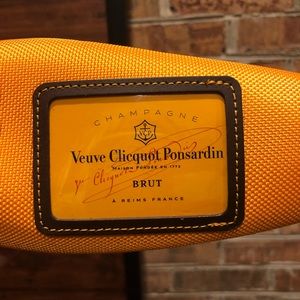 CHAMPAGNE
Veuve Clicquot Ponsardin
MAISON FONDÉE EN 1772
BRUT
À REIMS FRANCE